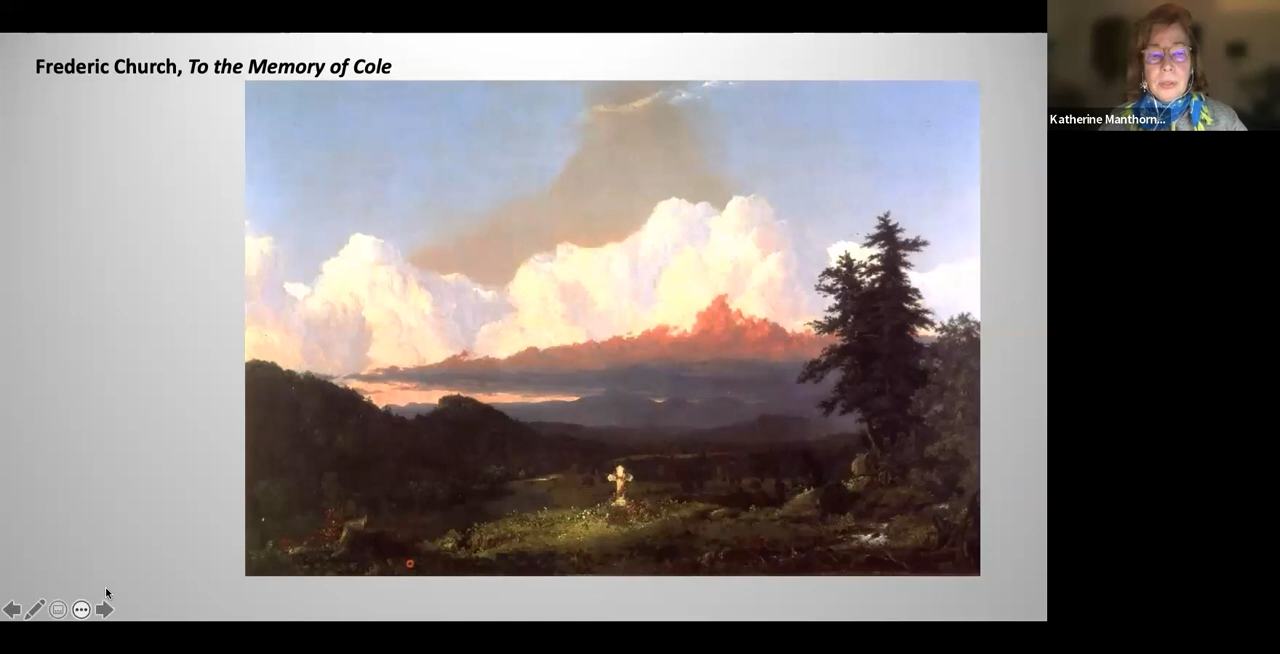 Frederic Church, To the Memory of Cole
Katherine Manthorn...